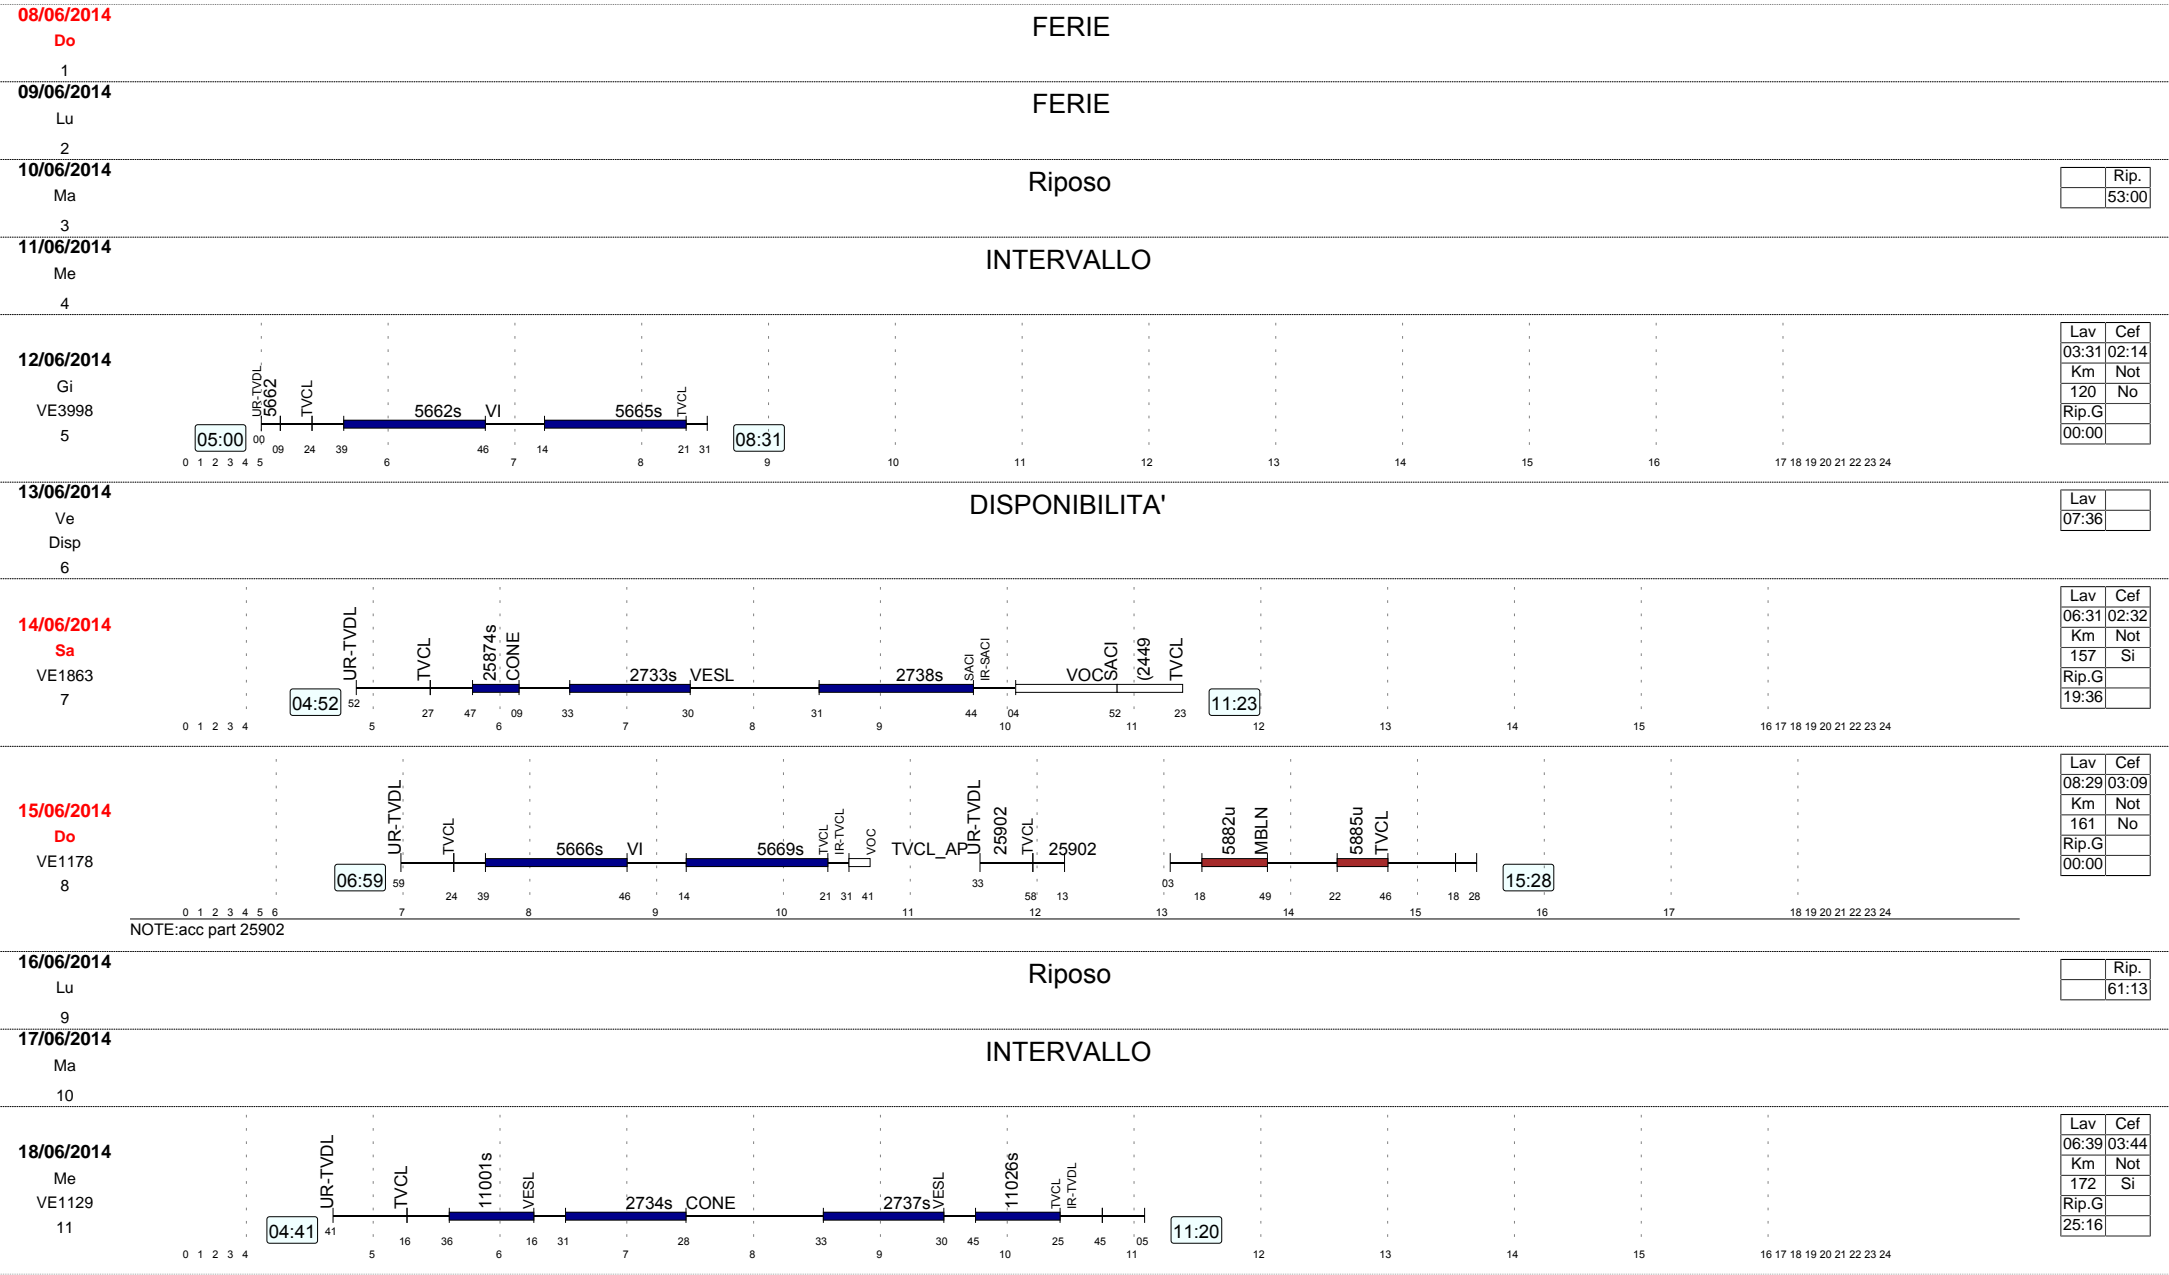 08/06/2014
Do
1
FERIE
09/06/2014
Lu
2
FERIE
10/06/2014
Ma
3
Riposo
Rip.
53:00
11/06/2014
Me
4
INTERVALLO
12/06/2014
Gi
VE3998
5
05:00
UR-TVDL 5662 TVCL 5662s VI 5665s TVCL
00 09 24 39 46 14 21 31
08:31
0 1 2 3 4 5 6 7 8 9 10 11 12 13 14 15 16 17 18 19 20 21 22 23 24
Lav Cef
03:31 02:14
Km Not
120 No
Rip.G
00:00
13/06/2014
Ve
Disp
6
DISPONIBILITA'
Lav
07:36
14/06/2014
Sa
VE1863
7
04:52
UR-TVDL TVCL 25874s CONE 2733s VESL 2738s SACI IR-SACI VOC SACI (2449 TVCL
52 27 47 09 33 30 31 44 04 52 23
11:23
0 1 2 3 4 5 6 7 8 9 10 11 12 13 14 15 16 17 18 19 20 21 22 23 24
Lav Cef
06:31 02:32
Km Not
157 Si
Rip.G
19:36
15/06/2014
Do
VE1178
8
06:59
UR-TVDL TVCL 5666s VI 5669s TVCL IR-TVCL VOC TVCL_AP UR-TVDL 25902 TVCL 25902 5882u MBLN 5885u TVCL
59 24 39 46 14 21 31 41 33 58 13 03 18 49 22 46 18 28
15:28
0 1 2 3 4 5 6 7 8 9 10 11 12 13 14 15 16 17 18 19 20 21 22 23 24
NOTE:acc part 25902
Lav Cef
08:29 03:09
Km Not
161 No
Rip.G
00:00
16/06/2014
Lu
9
Riposo
Rip.
61:13
17/06/2014
Ma
10
INTERVALLO
18/06/2014
Me
VE1129
11
04:41
UR-TVDL TVCL 11001s VESL 2734s CONE 2737s VESL 11026s TVCL IR-TVDL
41 16 36 16 31 28 33 30 45 25 45 05
11:20
0 1 2 3 4 5 6 7 8 9 10 11 12 13 14 15 16 17 18 19 20 21 22 23 24
Lav Cef
06:39 03:44
Km Not
172 Si
Rip.G
25:16